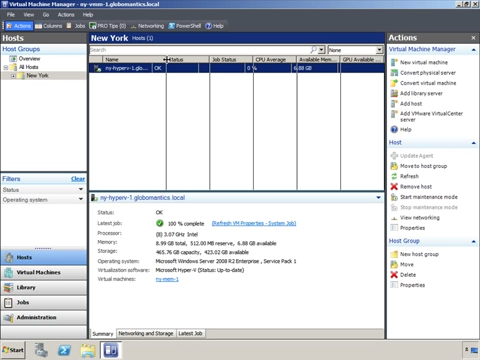 Virtual Machine Manager - ny-vmm-1.globomantics.local
File View Go Actions Help
Actions Columns Jobs PRO Tips (0) Networking PowerShell Help
Hosts
Host Groups
Overview
All Hosts
New York
Filters Clear
Status
Operating system
Hosts
Virtual Machines
Library
Jobs
Administration
New York Hosts (1)
Search None
Name Status Job Status CPU Average Available Mem... GPU Available ...
ny-hyperv-1.glo... OK 0 % 6.88 GB
ny-hyperv-1.globomantics.local
Status: OK
Latest job: 100 % complete (Refresh VM Properties - System Job)
Processor: (8) 3.07 GHz Intel
Memory: 8.99 GB total, 512.00 MB reserve, 6.88 GB available
Storage: 465.76 GB capacity, 423.02 GB available
Operating system: Microsoft Windows Server 2008 R2 Enterprise , Service Pack 1
Virtualization software: Microsoft Hyper-V (Status: Up-to-date)
Virtual machines: ny-mem-1
Summary Networking and Storage Latest Job
Actions
Virtual Machine Manager
New virtual machine
Convert physical server
Convert virtual machine
Add library server
Add host
Add VMware VirtualCenter server
Help
Host
Update Agent
Move to host group
Refresh
Remove host
Start maintenance mode
Stop maintenance mode
View networking
Properties
Host Group
New host group
Move
Delete
Properties
Start